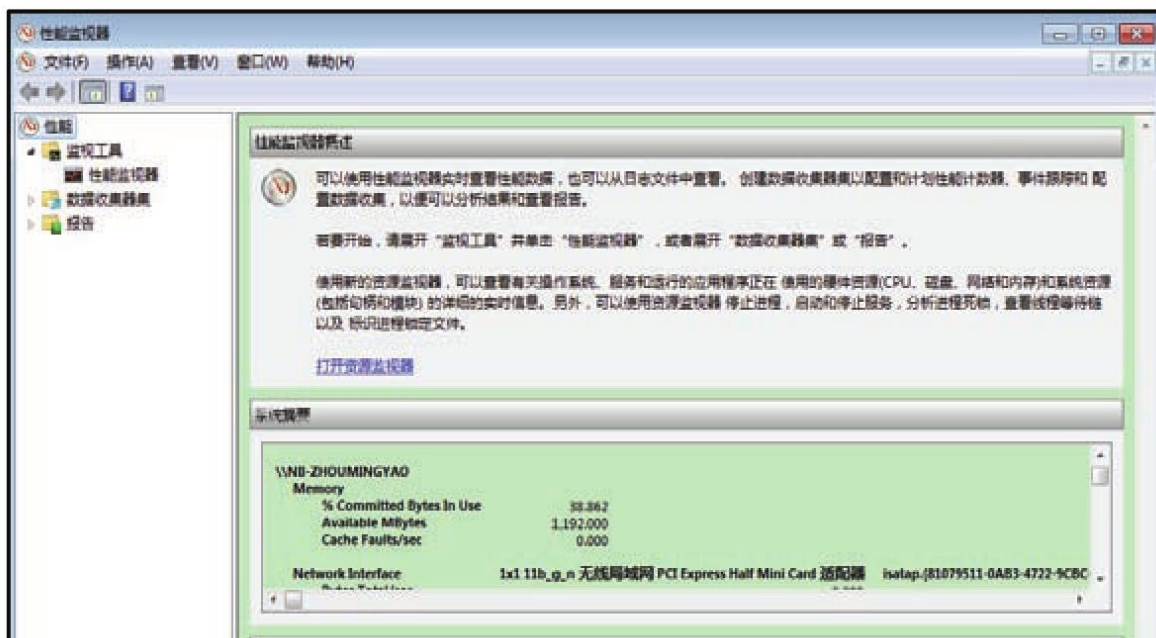 性能监视器
文件(F) 操作(A) 查看(V) 窗口(W) 帮助(H)
性能
监视工具
性能监视器
数据收集器集
报告
性能监视器概述
可以使用性能监视器实时查看性能数据，也可以从日志文件中查看。 创建数据收集器集以配置和计划性能计数器、事件跟踪和 配
置数据收集，以便可以分析结果和查看报告。
若要开始，请展开“监视工具”并单击“性能监视器”，或者展开“数据收集器集”或“报告”。
使用新的资源监视器，可以查看有关操作系统、服务和运行的应用程序正在 使用的硬件资源(CPU、磁盘、网络和内存)和系统资源
(包括句柄和模块) 的详细的实时信息。另外，可以使用资源监视器 停止进程，启动和停止服务，分析进程死锁，查看线程等待链
以及 标识进程锁定文件。
打开资源监视器
系统摘要
\\NB-ZHOUMINGYAO
Memory
% Committed Bytes In Use 38.862
Available MBytes 1,192.000
Cache Faults/sec 0.000
Network Interface 1x1 11b_g_n 无线局域网 PCI Express Half Mini Card 适配器 isatap.{81079511-0AB3-4722-9CBC